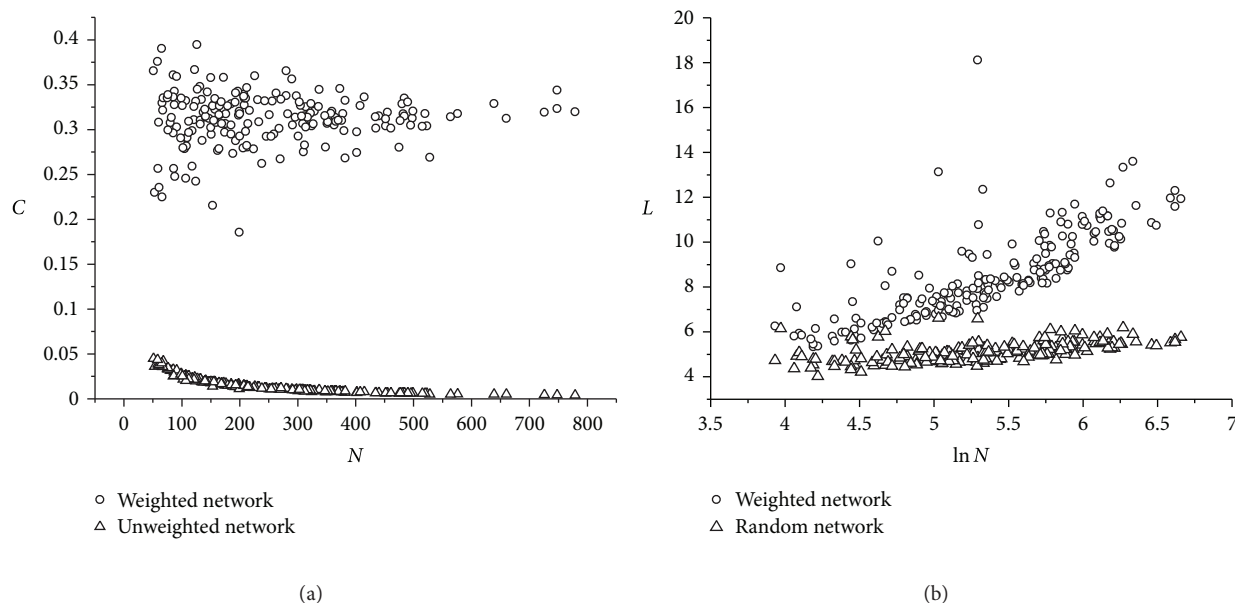 0.4
0.35
0.3
0.25
C
0.2
0.15
0.1
0.05
0
0 100 200 300 400 500 600 700 800
N
○ Weighted network
△ Unweighted network
(a)
20
18
16
14
12
L
10
8
6
4
3.5 4 4.5 5 5.5 6 6.5 7
ln N
○ Weighted network
△ Random network
(b)